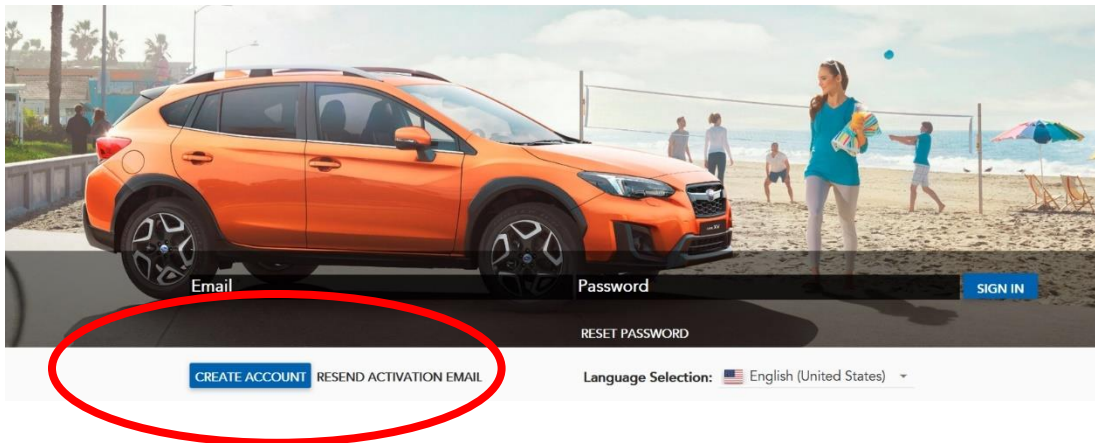 Email
Password
SIGN IN
RESET PASSWORD
CREATE ACCOUNT RESEND ACTIVATION EMAIL
Language Selection: English (United States)